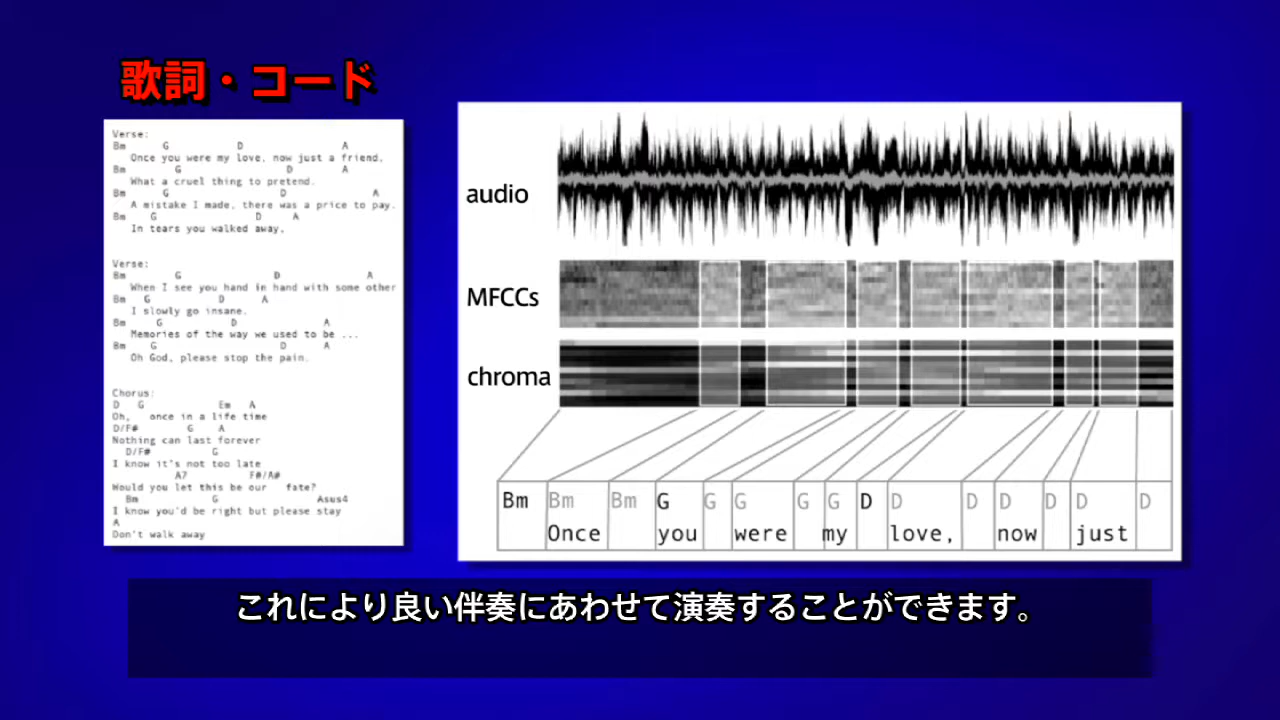 歌詞・コード
Verse:
Bm G D A
Once you were my love, now just a friend,
Bm G D A
What a cruel thing to pretend.
Bm G D A
A mistake I made, there was a price to pay.
Bm G D A
In tears you walked away,
Verse:
Bm G D A
When I see you hand in hand with some other
Bm G D A
I slowly go insane.
Bm G D A
Memories of the way we used to be ...
Bm G D A
Oh God, please stop the pain.
Chorus:
D G Em A
Oh, once in a life time
D/F# G A
Nothing can last forever
D/F# G
I know it's not too late
A7 F#/A#
Would you let this be our fate?
Bm G Asus4
I know you'd be right but please stay
A
Don't walk away
audio
MFCCs
chroma
Bm Bm Bm G G G G G D D D D D D D
Once you were my love, now just
これにより良い伴奏にあわせて演奏することができます。